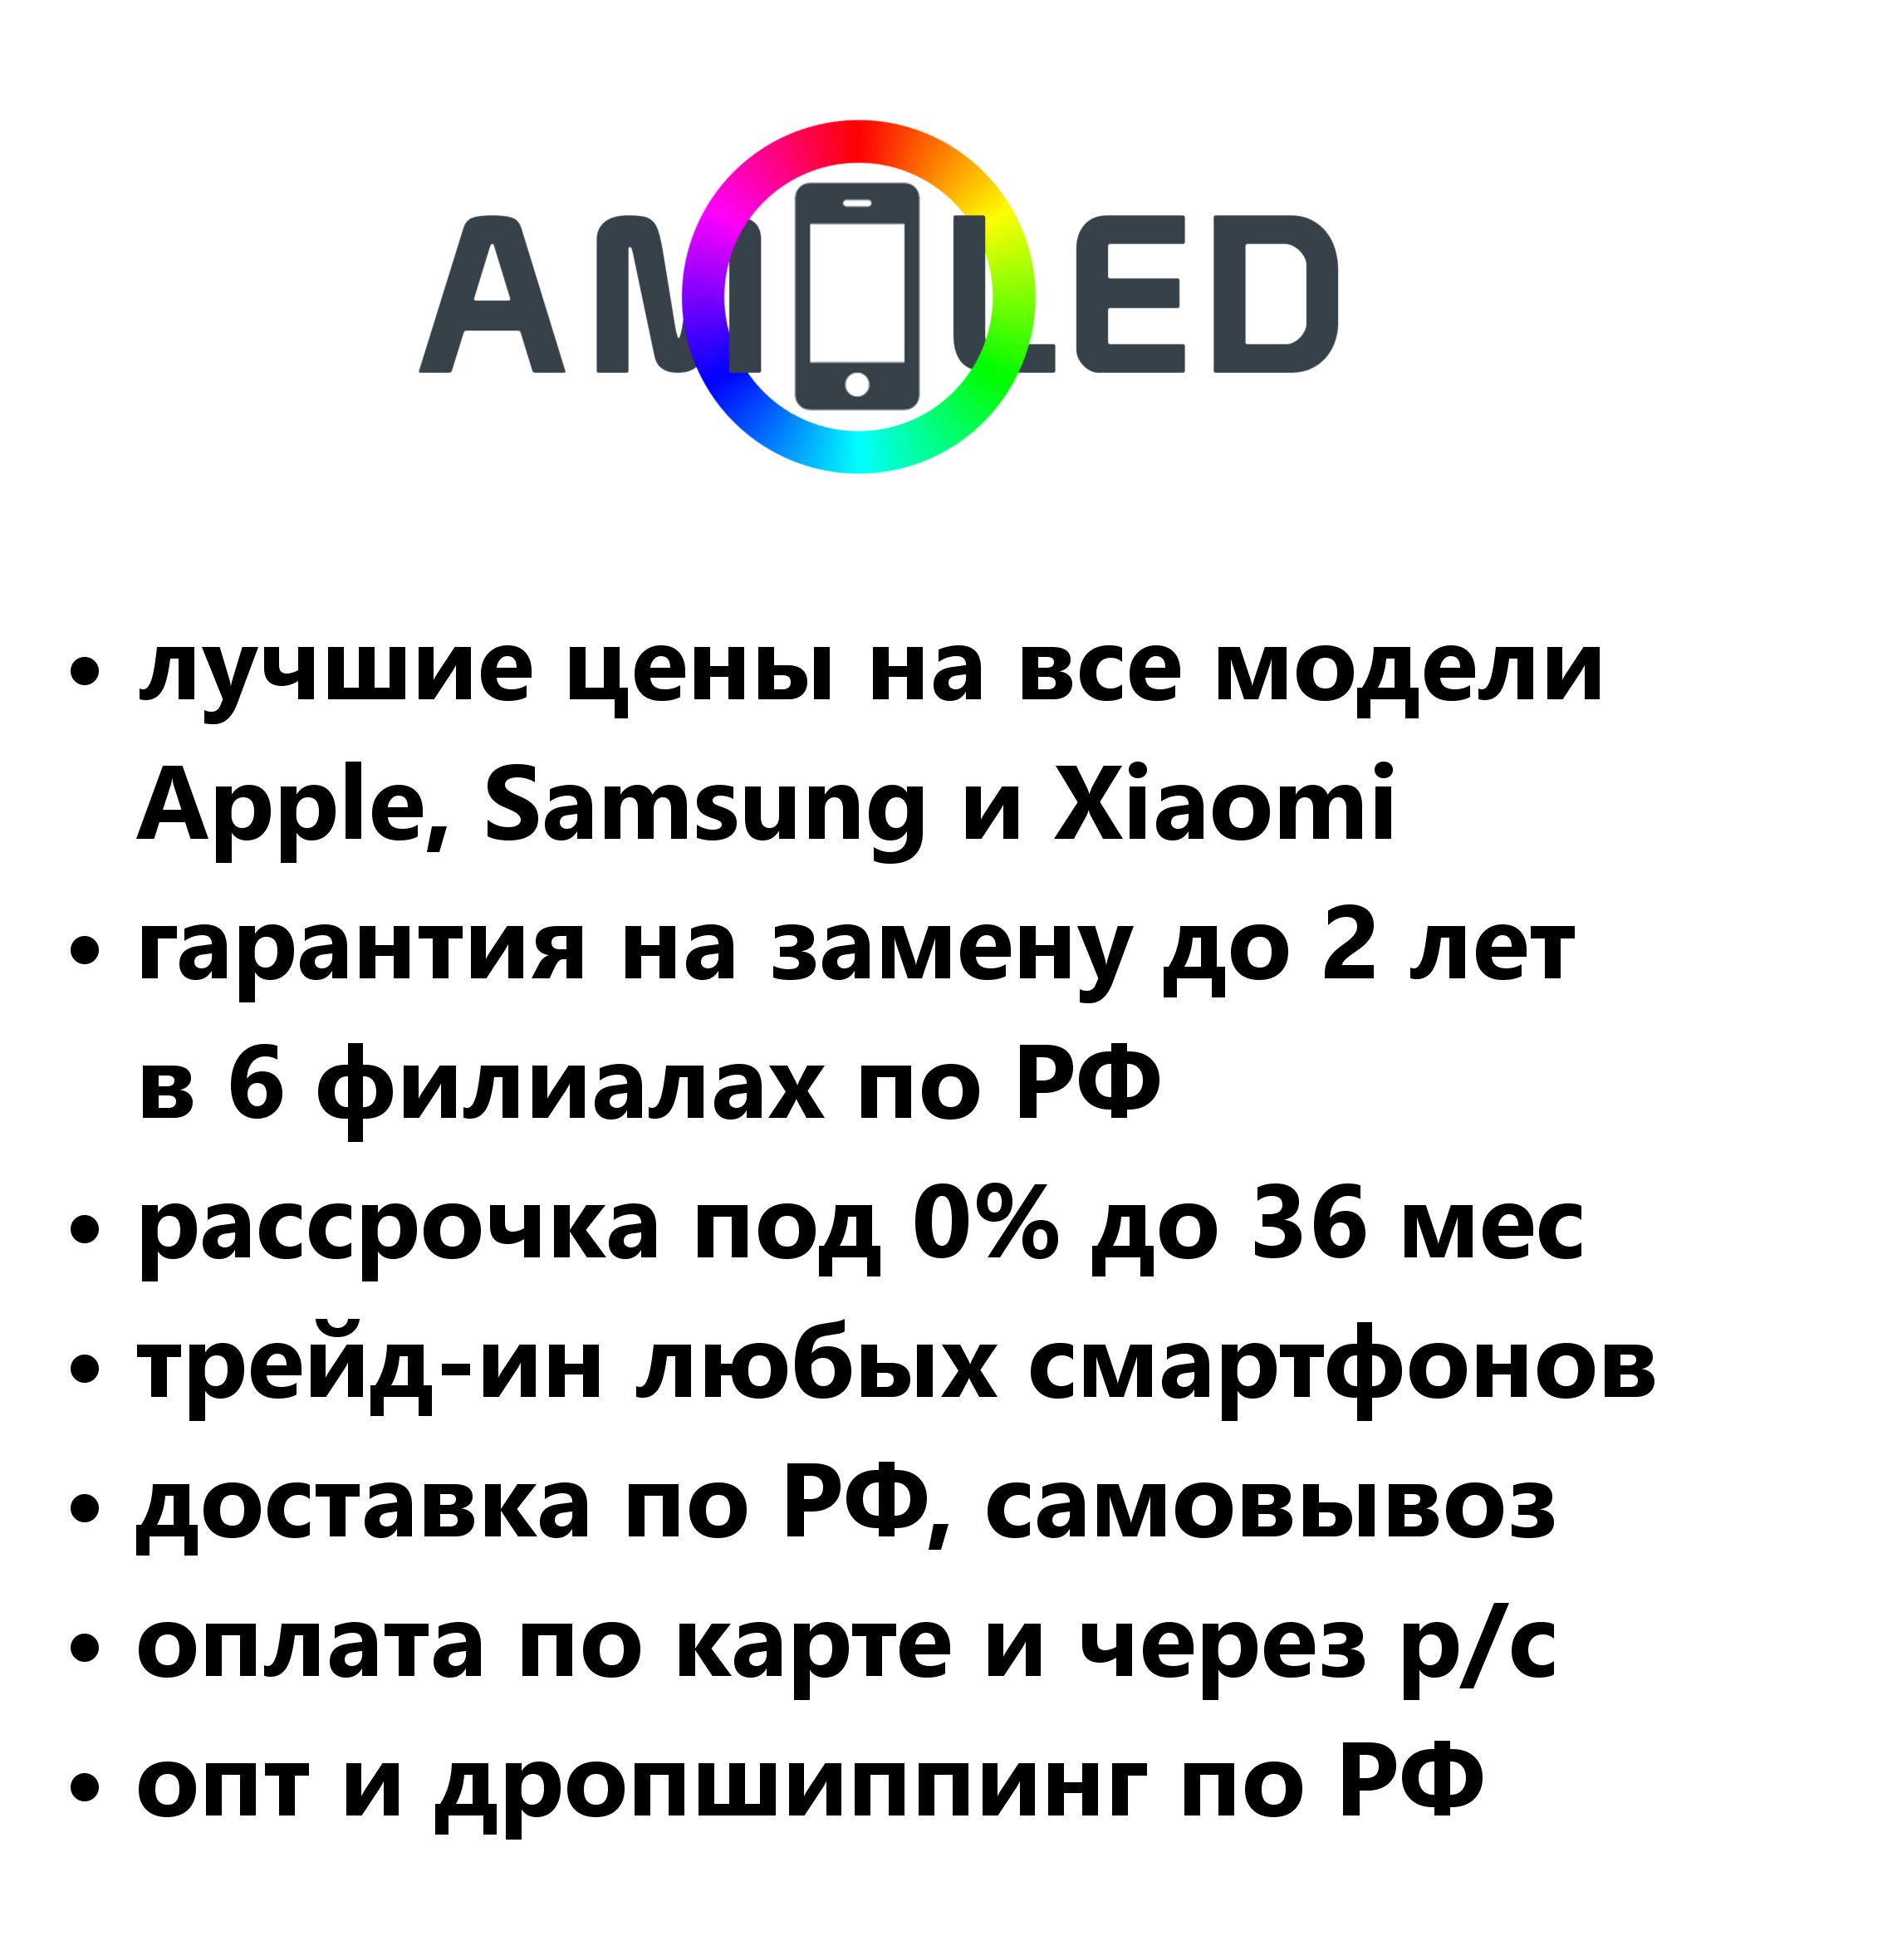 AMOLED
• лучшие цены на все модели
Apple, Samsung и Xiaomi
• гарантия на замену до 2 лет
в 6 филиалах по РФ
• рассрочка под 0% до 36 мес
• трейд-ин любых смартфонов
• доставка по РФ, самовывоз
• оплата по карте и через р/с
• опт и дропшиппинг по РФ